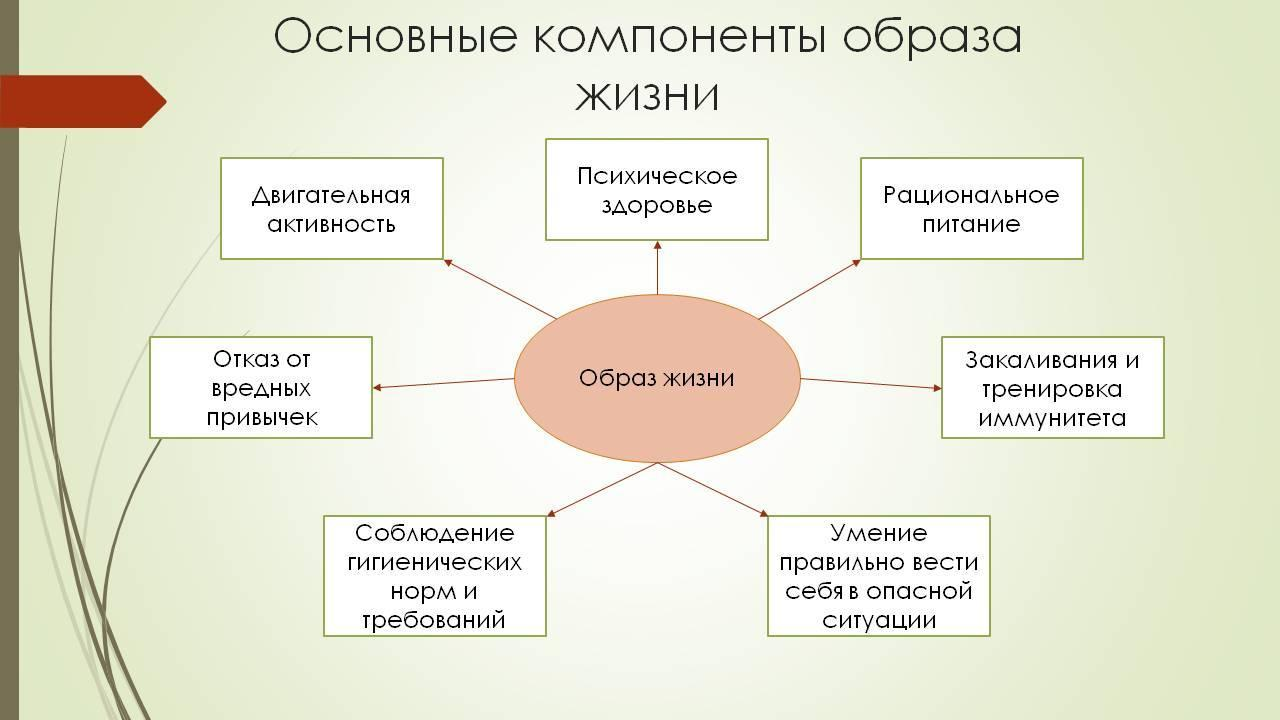 Основные компоненты образа
жизни
Двигательная
активность
Психическое
здоровье
Рациональное
питание
Отказ от
вредных
привычек
Образ жизни
Закаливания и
тренировка
иммунитета
Соблюдение
гигиенических
норм и
требований
Умение
правильно вести
себя в опасной
ситуации